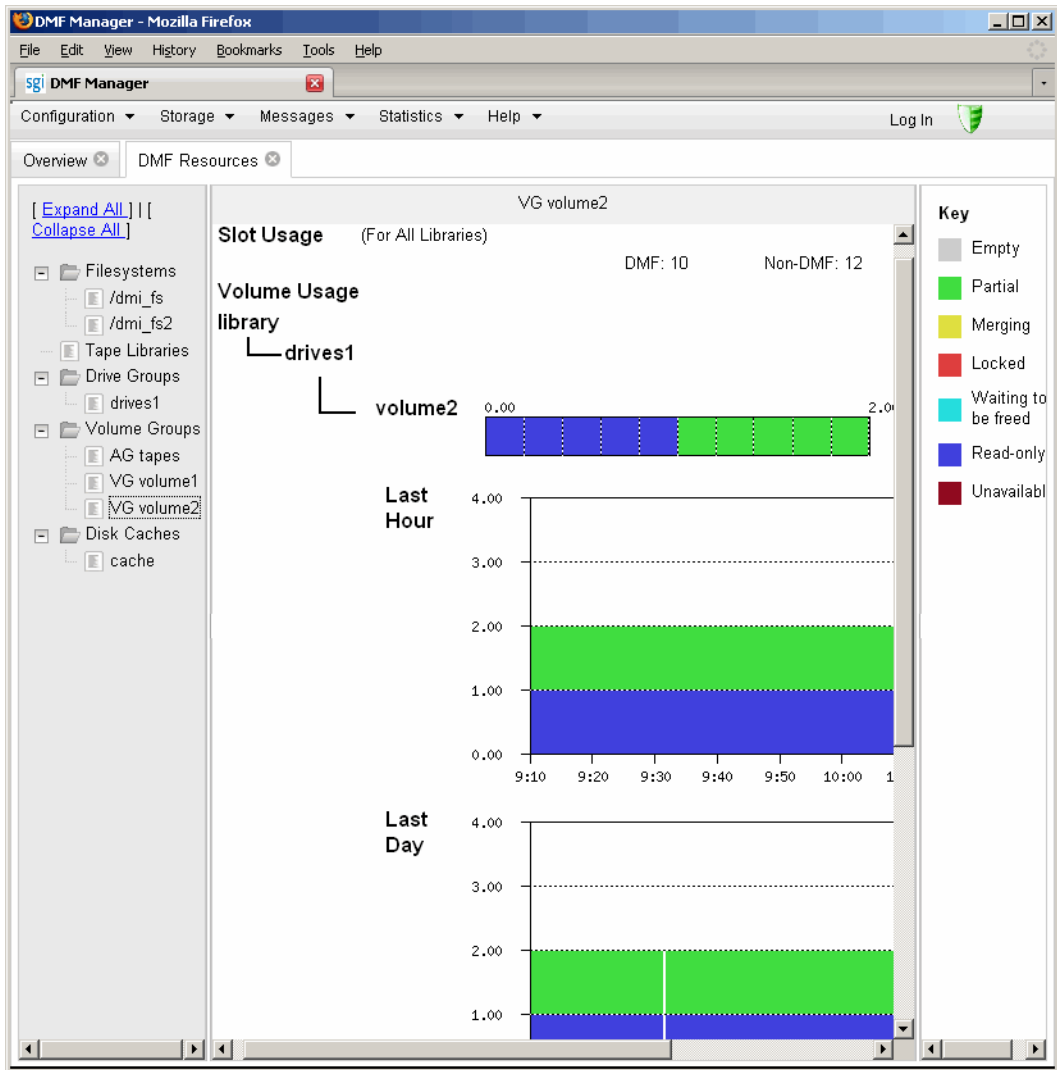 DMF Manager - Mozilla Firefox
File Edit View History Bookmarks Tools Help
sgi DMF Manager
Configuration Storage Messages Statistics Help Log In
Overview DMF Resources
[ Expand All ] | [
Collapse All ]
Filesystems
/dmi_fs
/dmi_fs2
Tape Libraries
Drive Groups
drives1
Volume Groups
AG tapes
VG volume1
VG volume2
Disk Caches
cache
VG volume2
Slot Usage (For All Libraries)
DMF: 10 Non-DMF: 12
Volume Usage
library
drives1
volume2 0.00 2.0
Last
Hour
4.00
3.00
2.00
1.00
0.00
9:10 9:20 9:30 9:40 9:50 10:00 1
Last
Day
4.00
3.00
2.00
1.00
Key
Empty
Partial
Merging
Locked
Waiting to
be freed
Read-only
Unavailabl